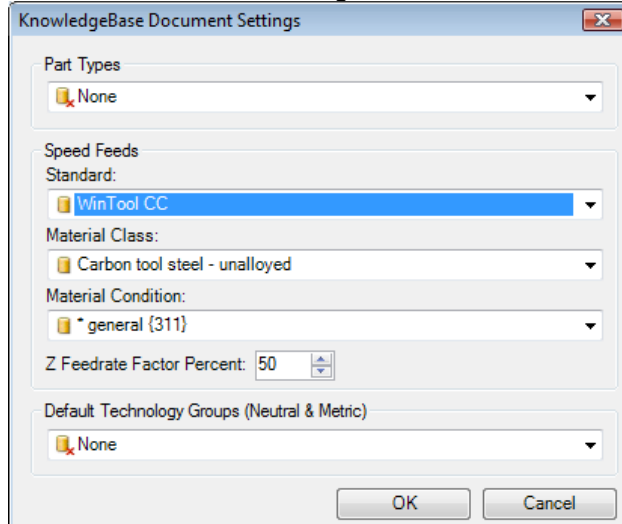 KnowledgeBase Document Settings
Part Types
None
Speed Feeds
Standard:
WinTool CC
Material Class:
Carbon tool steel - unalloyed
Material Condition:
* general {311}
Z Feedrate Factor Percent: 50
Default Technology Groups (Neutral & Metric)
None
OK Cancel